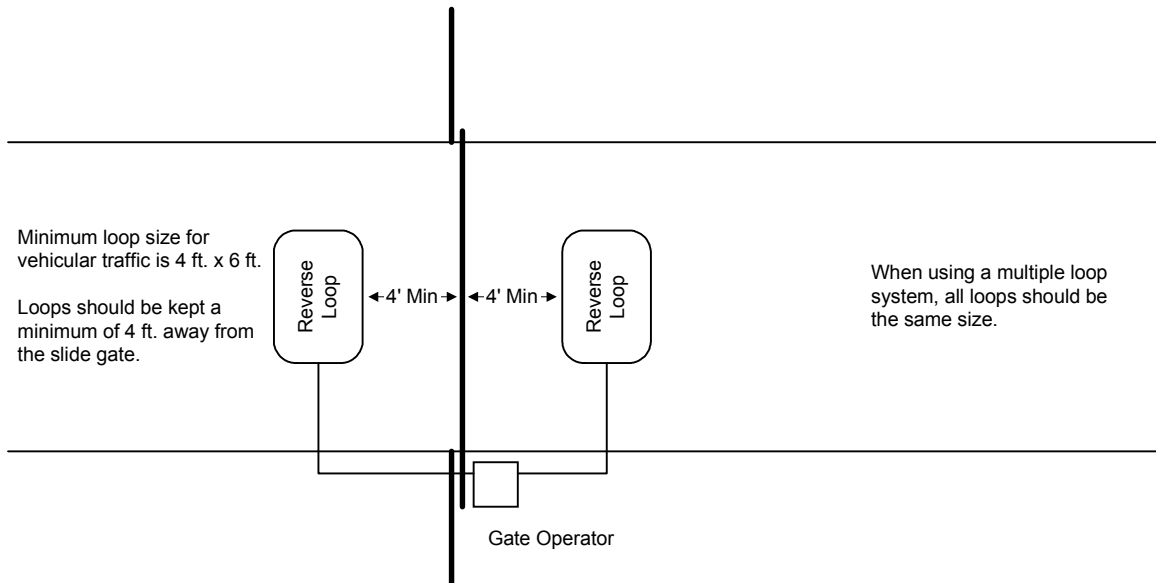 Minimum loop size for
vehicular traffic is 4 ft. x 6 ft.
Loops should be kept a
minimum of 4 ft. away from
the slide gate.
Reverse
Loop
4' Min
4' Min
Reverse
Loop
When using a multiple loop
system, all loops should be
the same size.
Gate Operator